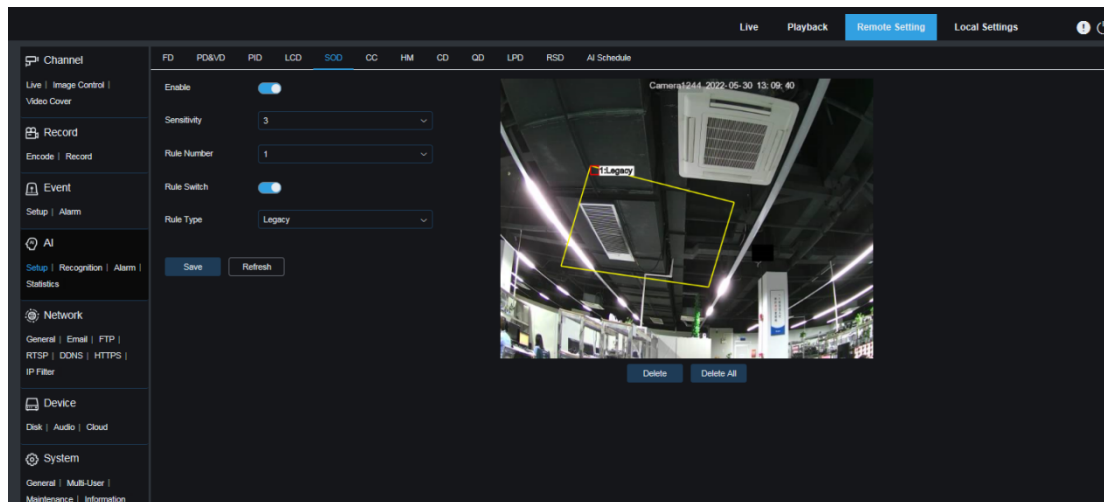 Live Playback Remote Setting Local Settings
Channel
Live | Image Control |
Video Cover
Record
Encode | Record
Event
Setup | Alarm
AI
Setup | Recognition | Alarm |
Statistics
Network
General | Email | FTP |
RTSP | DDNS | HTTPS |
IP Filter
Device
Disk | Audio | Cloud
System
General | Multi-User |
Maintenance | Information
FD PD&VD PID LCD SOD CC HM CD QD LPD RSD AI Schedule
Enable
Sensitivity 3
Rule Number 1
Rule Switch
Rule Type Legacy
Save Refresh
Camera1244 2022-05-30 13:09:40
1:Legacy
Delete Delete All